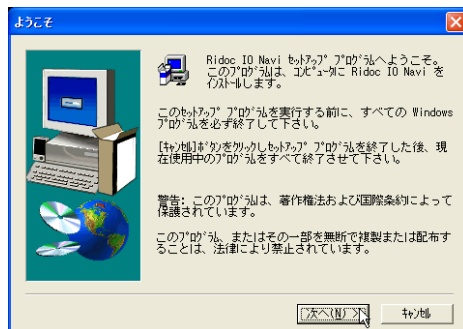 ようこそ
Ridoc IO Navi ｾｯﾄｱｯﾌﾟ ﾌﾟﾛｸﾞﾗﾑへようこそ。
このﾌﾟﾛｸﾞﾗﾑは、ｺﾝﾋﾟｭｰﾀに Ridoc IO Navi を
ｲﾝｽﾄｰﾙします。
このｾｯﾄｱｯﾌﾟ ﾌﾟﾛｸﾞﾗﾑを実行する前に、すべての Windows
ﾌﾟﾛｸﾞﾗﾑを必ず終了して下さい。
[ｷｬﾝｾﾙ]ﾎﾞﾀﾝをｸﾘｯｸしｾｯﾄｱｯﾌﾟ ﾌﾟﾛｸﾞﾗﾑを終了した後、現
在使用中のﾌﾟﾛｸﾞﾗﾑをすべて終了させて下さい。
警告: このﾌﾟﾛｸﾞﾗﾑは、著作権法および国際条約によって
保護されています。
このﾌﾟﾛｸﾞﾗﾑ、またはその一部を無断で複製または配布す
ることは、法律により禁止されています。
次へ(N) >
ｷｬﾝｾﾙ